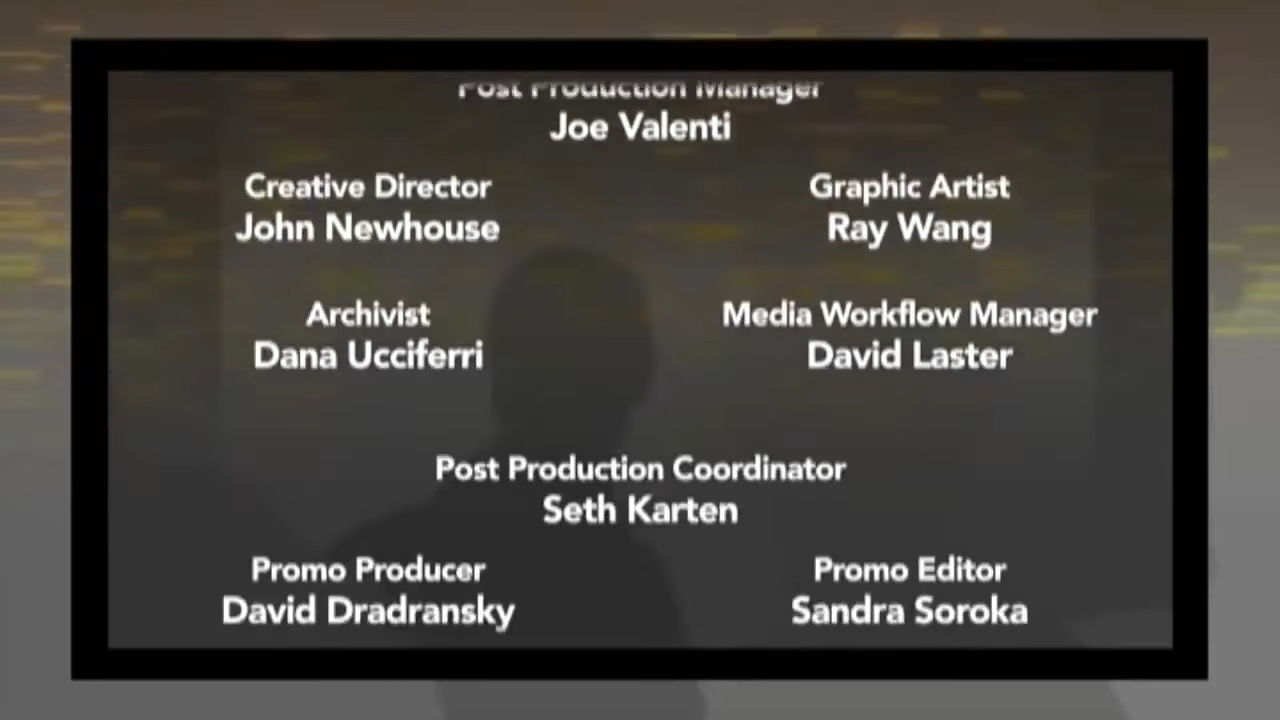 Post Production Manager
Joe Valenti
Creative Director
John Newhouse
Graphic Artist
Ray Wang
Archivist
Dana Ucciferri
Media Workflow Manager
David Laster
Post Production Coordinator
Seth Karten
Promo Producer
David Dradransky
Promo Editor
Sandra Soroka